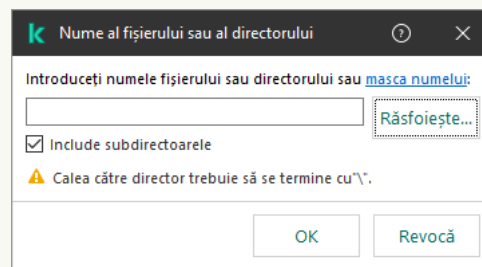 Nume al fișierului sau al directorului
Introduceți numele fișierului sau directorului sau masca numelui:
Răsfoiește...
Include subdirectoarele
Calea către director trebuie să se termine cu"\".
OK Revocă